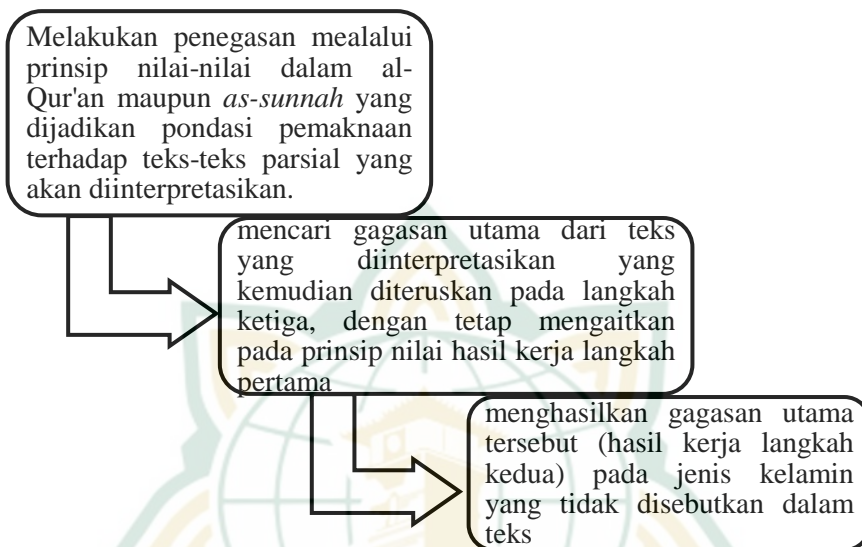 Melakukan penegasan mealalui
prinsip nilai-nilai dalam al-
Qur'an maupun as-sunnah yang
dijadikan pondasi pemaknaan
terhadap teks-teks parsial yang
akan diinterpretasikan.
mencari gagasan utama dari teks
yang diinterpretasikan yang
kemudian diteruskan pada langkah
ketiga, dengan tetap mengaitkan
pada prinsip nilai hasil kerja langkah
pertama
menghasilkan gagasan utama
tersebut (hasil kerja langkah
kedua) pada jenis kelamin
yang tidak disebutkan dalam
teks